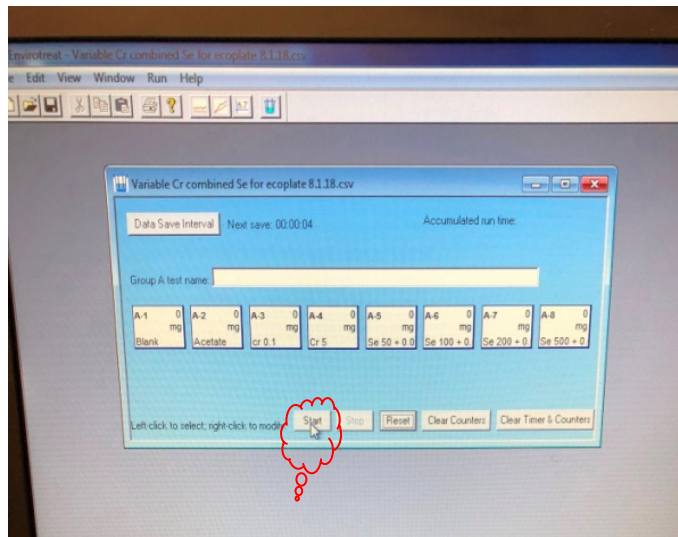 Envirotreat - Variable Cr combined Se for ecoplate 8.1.18.csv
e Edit View Window Run Help
Variable Cr combined Se for ecoplate 8.1.18.csv
Data Save Interval Next save: 00:00:04 Accumulated run time:
Group A test name:
A-1 0 A-2 0 A-3 0 A-4 0 A-5 0 A-6 0 A-7 0 A-8 0
mg mg mg mg mg mg mg mg
Blank Acetate cr 0.1 Cr 5 Se 50 + 0.0 Se 100 + 0. Se 200 + 0. Se 500 + 0.
Left-click to select; right-click to modify Start Stop Reset Clear Counters Clear Timer & Counters